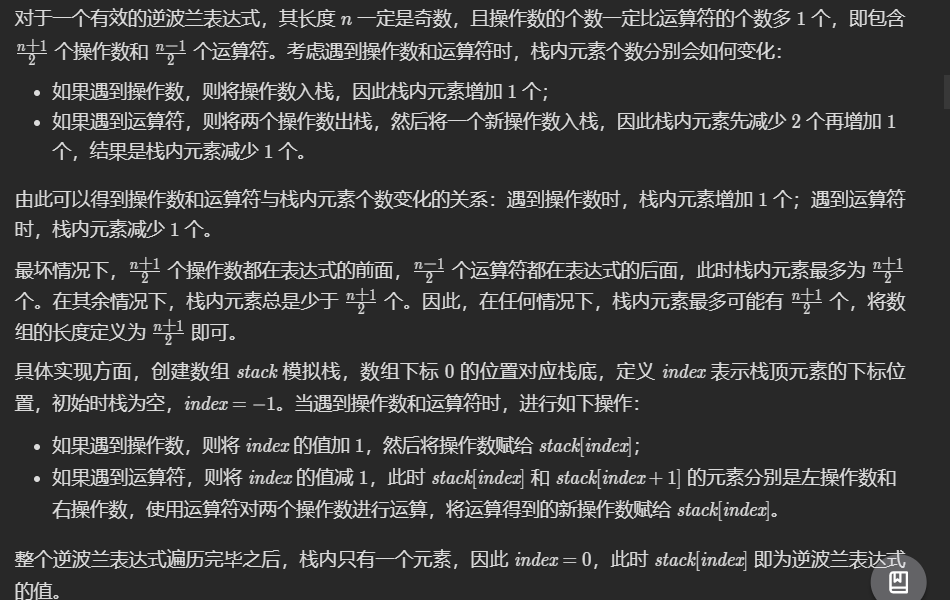 对于一个有效的逆波兰表达式，其长度 n 一定是奇数，且操作数的个数一定比运算符的个数多 1 个，即包含
$\frac{n+1}{2}$ 个操作数和 $\frac{n-1}{2}$ 个运算符。考虑遇到操作数和运算符时，栈内元素个数分别会如何变化：
• 如果遇到操作数，则将操作数入栈，因此栈内元素增加 1 个；
• 如果遇到运算符，则将两个操作数出栈，然后将一个新操作数入栈，因此栈内元素先减少 2 个再增加 1
个，结果是栈内元素减少 1 个。
由此可以得到操作数和运算符与栈内元素个数变化的关系：遇到操作数时，栈内元素增加 1 个；遇到运算符
时，栈内元素减少 1 个。
最坏情况下，$\frac{n+1}{2}$ 个操作数都在表达式的前面，$\frac{n-1}{2}$ 个运算符都在表达式的后面，此时栈内元素最多为 $\frac{n+1}{2}$
个。在其余情况下，栈内元素总是少于 $\frac{n+1}{2}$ 个。因此，在任何情况下，栈内元素最多可能有 $\frac{n+1}{2}$ 个，将数
组的长度定义为 $\frac{n+1}{2}$ 即可。
具体实现方面，创建数组 stack 模拟栈，数组下标 0 的位置对应栈底，定义 index 表示栈顶元素的下标位
置，初始时栈为空，index = −1。当遇到操作数和运算符时，进行如下操作：
• 如果遇到操作数，则将 index 的值加 1，然后将操作数赋给 stack[index]；
• 如果遇到运算符，则将 index 的值减 1，此时 stack[index] 和 stack[index + 1] 的元素分别是左操作数和
右操作数，使用运算符对两个操作数进行运算，将运算得到的新操作数赋给 stack[index]。
整个逆波兰表达式遍历完毕之后，栈内只有一个元素，因此 index = 0，此时 stack[index] 即为逆波兰表达式
的值。